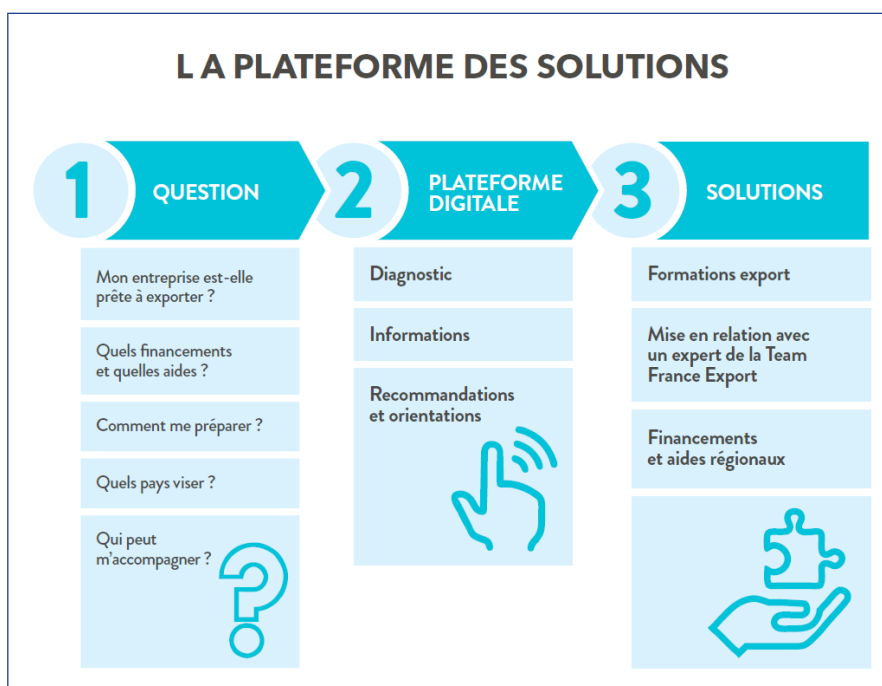 L A PLATEFORME DES SOLUTIONS
1
QUESTION
Mon entreprise est-elle
prête à exporter ?
Quels financements
et quelles aides ?
Comment me préparer ?
Quels pays viser ?
Qui peut
m'accompagner ?
2
PLATEFORME
DIGITALE
Diagnostic
Informations
Recommandations
et orientations
3
SOLUTIONS
Formations export
Mise en relation avec
un expert de la Team
France Export
Financements
et aides régionaux